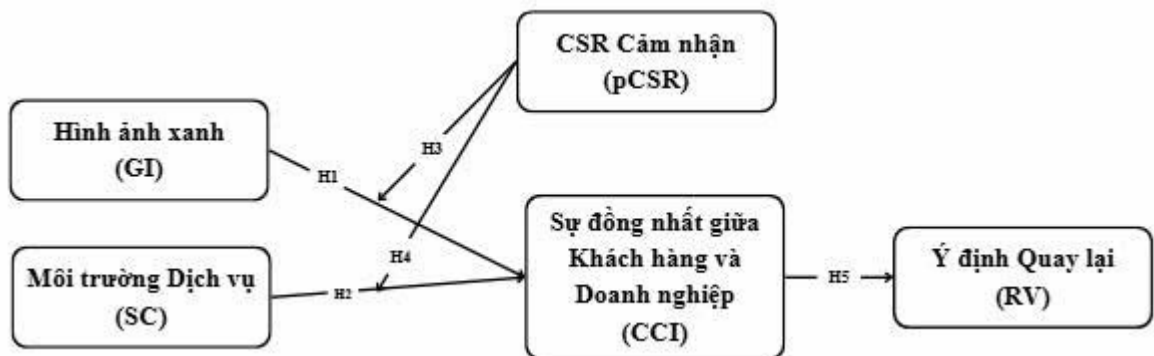 CSR Cảm nhận
(pCSR)
Hình ảnh xanh
(GI)
H3
H1
Sự đồng nhất giữa
Khách hàng và
Doanh nghiệp
(CCI)
H4
Môi trường Dịch vụ
(SC)
H2
H5
Ý định Quay lại
(RV)